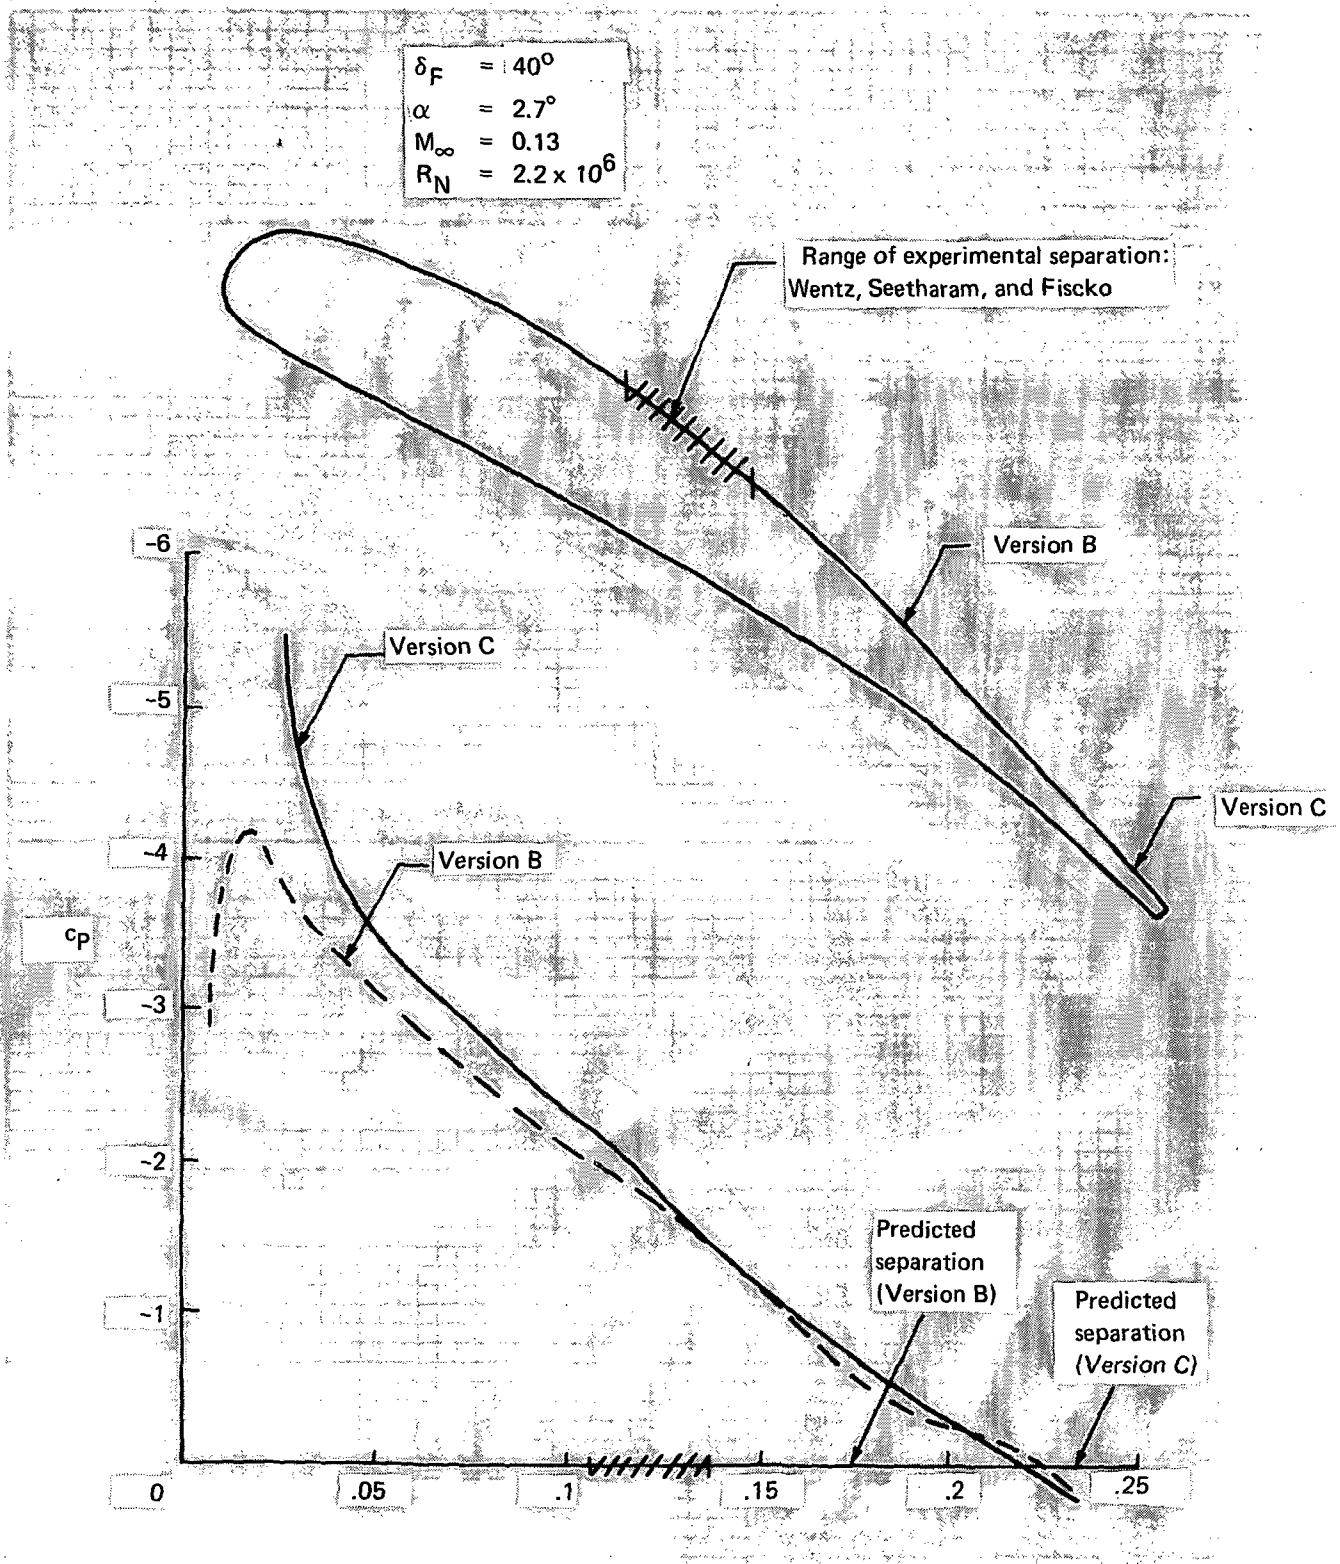 δF = 40°
α = 2.7°
M∞ = 0.13
RN = 2.2 x 10⁶
Range of experimental separation:
Wentz, Seetharam, and Fiscko
Version B
Version C
-6
Version C
-5
Version B
-4
cP
-3
-2
-1
Predicted
separation
(Version B)
Predicted
separation
(Version C)
0 .05 .1 .15 .2 .25